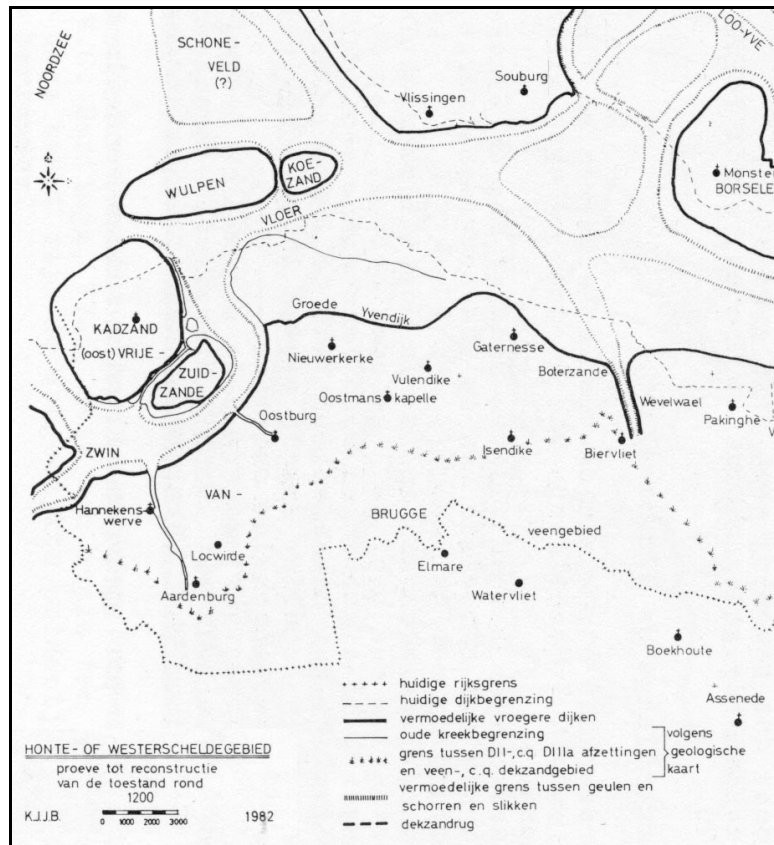 NOORDZEE
SCHONE-
VELD
(?)
LOO-YVE
Souburg
Vlissingen
WULPEN
KOE-
ZAND
Monster
BORSELE
VLOER
KADZAND
(oost) VRIJE -
ZUID-
ZANDE
Groede
Yvendijk
Nieuwerkerke
Gaternesse
Vulendike
Boterzande
Oostmans kapelle
Wevelwael
Pakinghe
Oostburg
Isendike
Biervliet
ZWIN
VAN -
BRUGGE
Hannekens-
werve
veengebied
Locwirde
Elmare
Aardenburg
Watervliet
Boekhoute
Assenede
huidige rijksgrens
huidige dijkbegrenzing
vermoedelijke vroegere dijken
oude kreekbegrenzing
grens tussen DII-, c.q. DIIIa afzettingen
en veen-, c.q. dekzandgebied
volgens
geologische
kaart
vermoedelijke grens tussen geulen en
schorren en slikken
dekzandrug
HONTE- OF WESTERSCHELDEGEBIED
proeve tot reconstructie
van de toestand rond
1200
K.J.J.B.
0 1000 2000 3000
1982